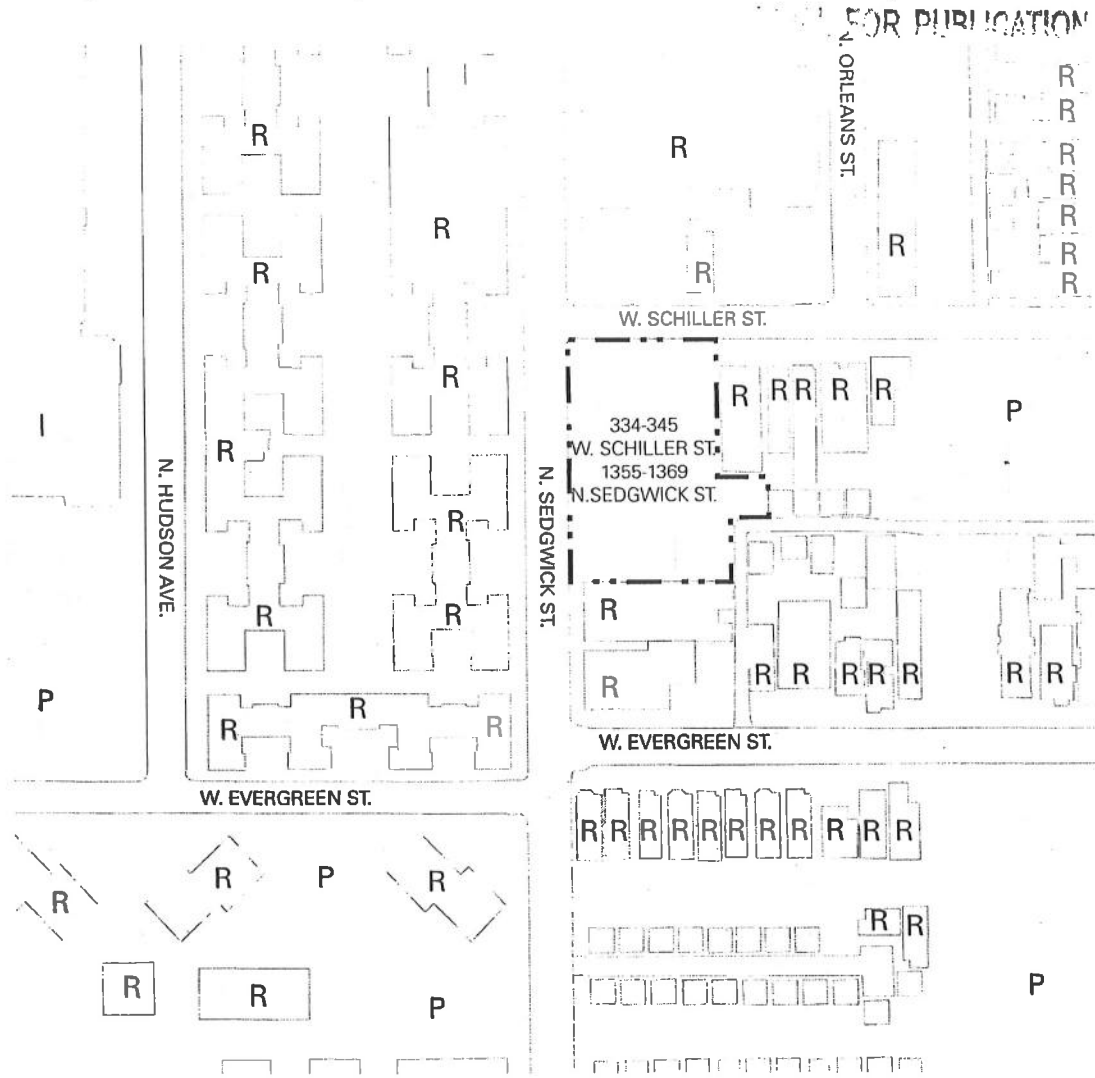 FOR PUBLICATION
N. ORLEANS ST.
R
R
R
R
R
R
R
R
R
R
R
R
R
R
W. SCHILLER ST.
R
R
R
R
R
R
P
334-345
W. SCHILLER ST.
1355-1369
N.SEDGWICK ST.
I
R
N. HUDSON AVE.
N. SEDGWICK ST.
R
R
R
R
P
R
R
R
R
R
R
R
R
R
R
R
R
W. EVERGREEN ST.
W. EVERGREEN ST.
R
R
R
R
R
R
R
R
R
R
R
R
R
P
R
R
R
R
R
P
P